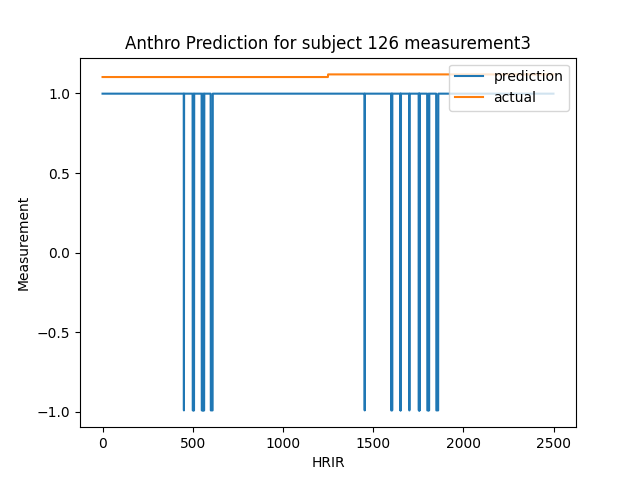 Anthro Prediction for subject 126 measurement3
prediction
actual
1.0
0.5
0.0
−0.5
−1.0
Measurement
0
500
1000
1500
2000
2500
HRIR